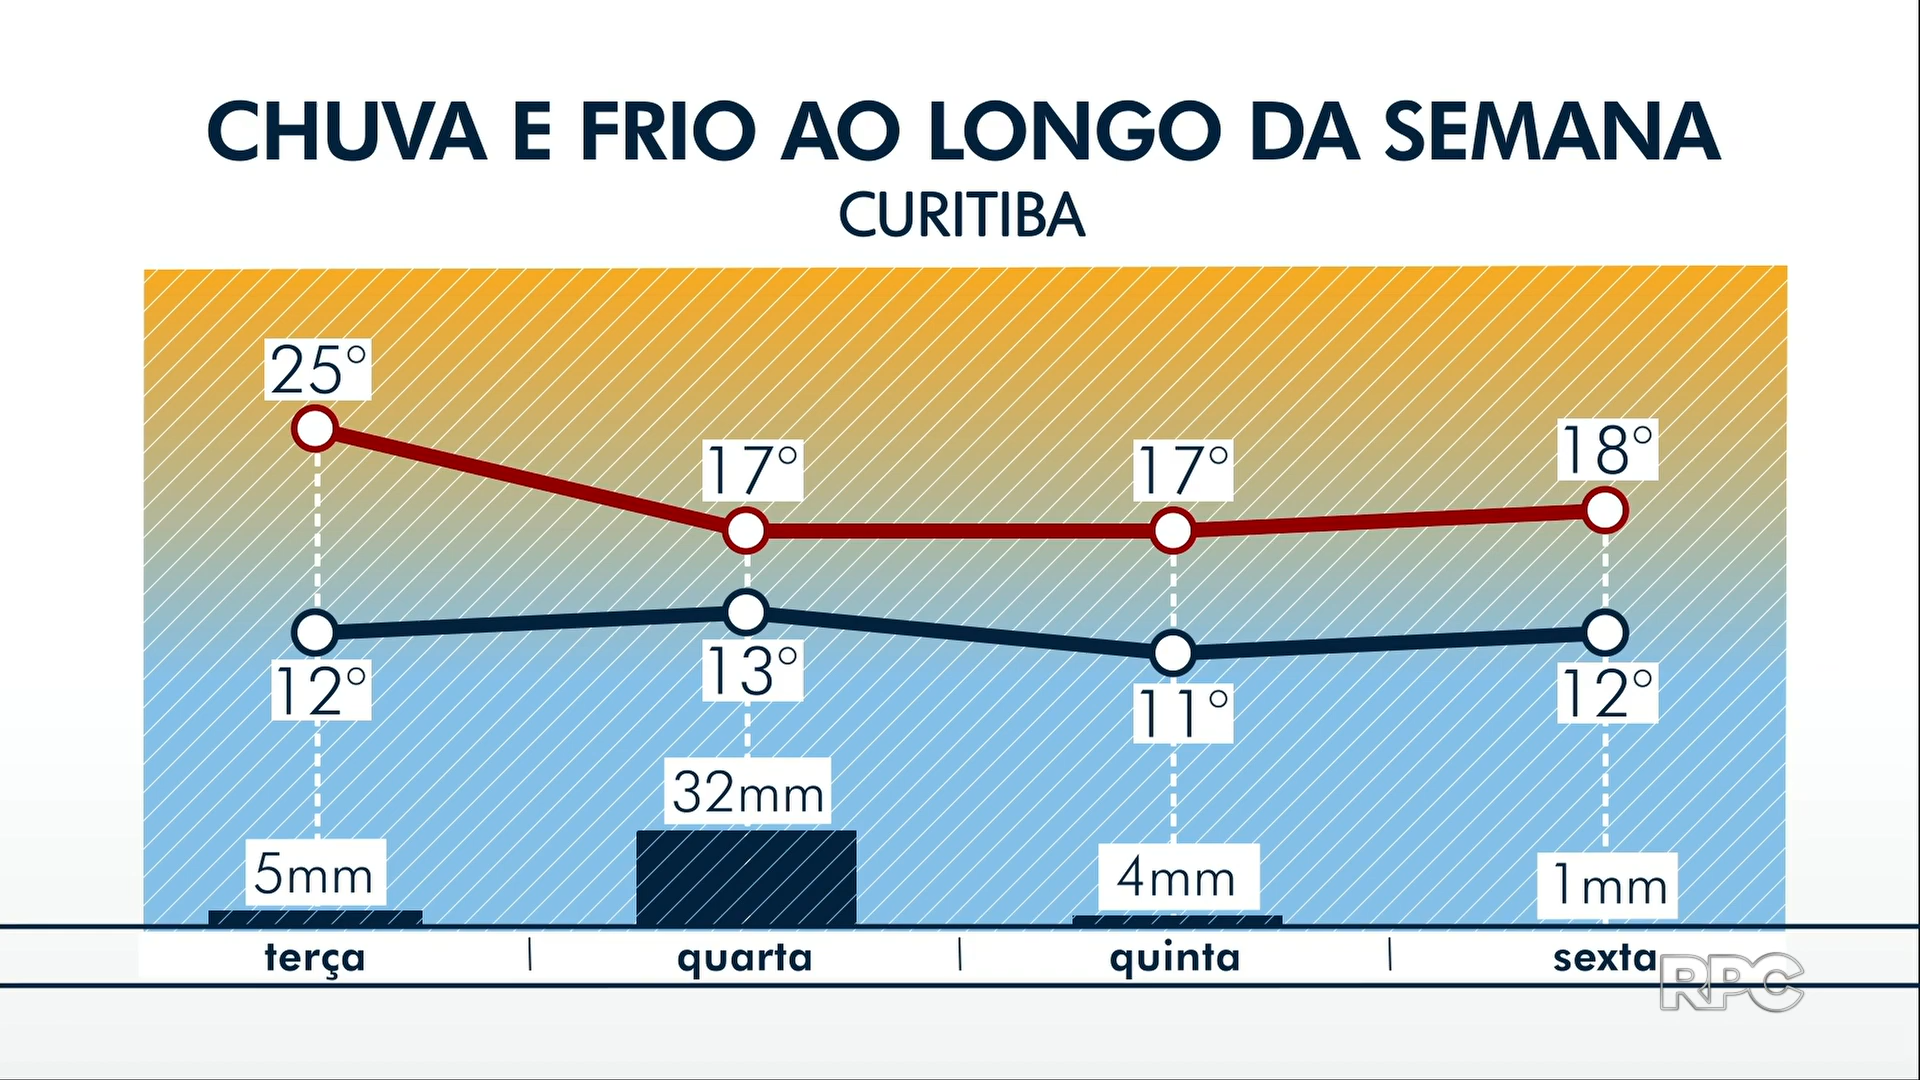 CHUVA E FRIO AO LONGO DA SEMANA
CURITIBA
25° 17° 17° 18°
12° 13° 11° 12°
5mm 32mm 4mm 1mm
terça quarta quinta sexta
RPC